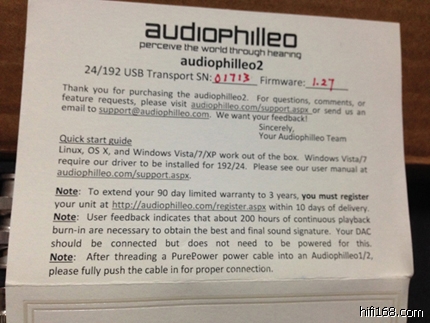 audiophilleo
perceive the world through hearing
audiophilleo2
24/192 USB Transport SN: 01713 Firmware: 1.27
Thank you for purchasing the audiophilleo2. For questions, comments, or
feature requests, please visit audiophilleo.com/support.aspx or send us an
email to support@audiophilleo.com. We want your feedback!
Sincerely,
Your Audiophilleo Team
Quick start guide
Linux, OS X, and Windows Vista/7/XP work out of the box. Windows Vista/7
require our driver to be installed for 192/24. Please see our user manual at
audiophilleo.com/support.aspx.
Note: To extend your 90 day limited warranty to 3 years, you must register
your unit at http://audiophilleo.com/register.aspx within 10 days of delivery.
Note: User feedback indicates that about 200 hours of continuous playback
burn-in are necessary to obtain the best and final sound signature. Your DAC
should be connected but does not need to be powered for this.
Note: After threading a PurePower power cable into an Audiophilleo1/2,
please fully push the cable in for proper connection.
hifi168.com